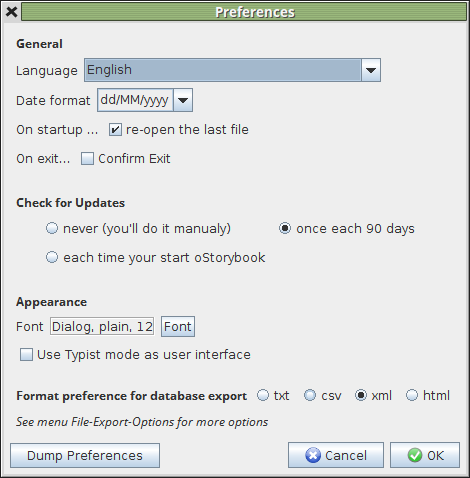 Preferences
General
Language English
Date format dd/MM/yyyy
On startup ... re-open the last file
On exit... Confirm Exit
Check for Updates
never (you'll do it manualy) once each 90 days
each time your start oStorybook
Appearance
Font Dialog, plain, 12 Font
Use Typist mode as user interface
Format preference for database export txt csv xml html
See menu File-Export-Options for more options
Dump Preferences Cancel OK